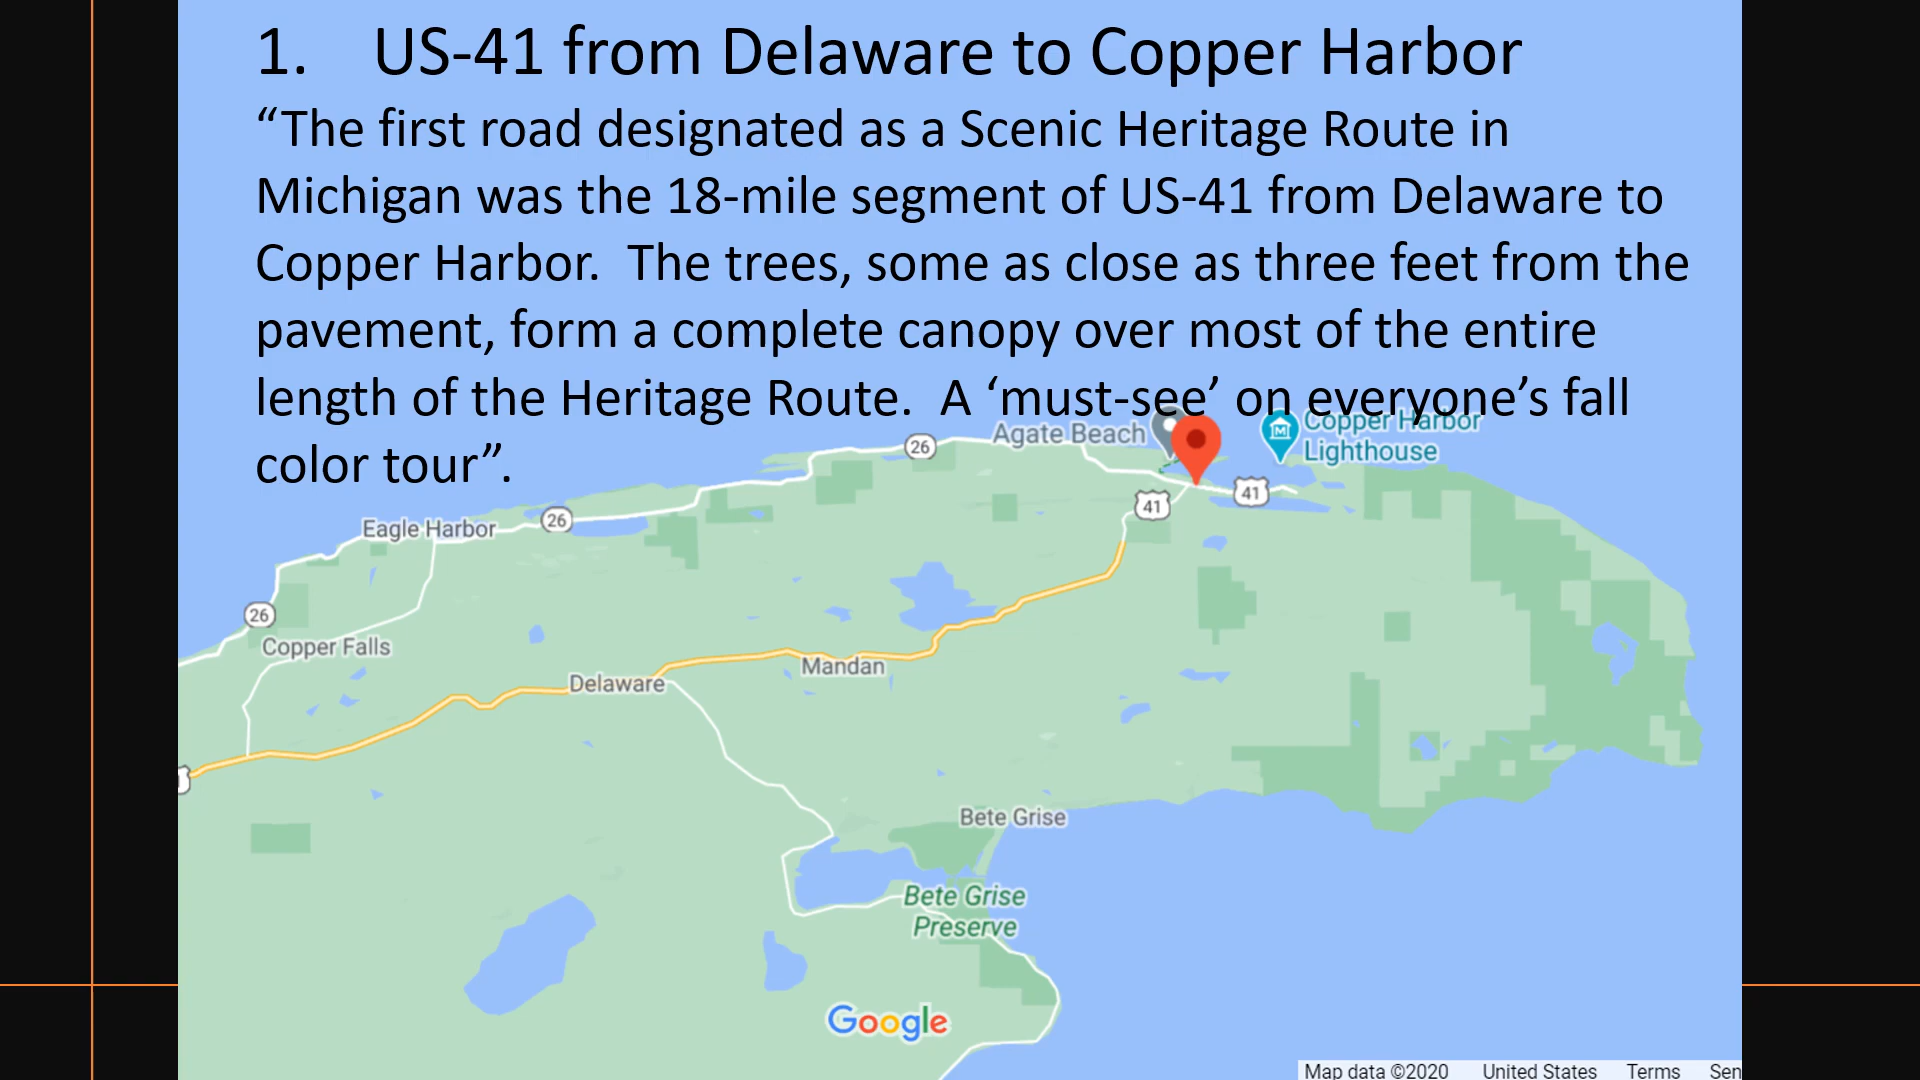 1. US-41 from Delaware to Copper Harbor
“The first road designated as a Scenic Heritage Route in
Michigan was the 18-mile segment of US-41 from Delaware to
Copper Harbor.  The trees, some as close as three feet from the
pavement, form a complete canopy over most of the entire
length of the Heritage Route.  A ‘must-see’ on everyone’s fall
color tour”.
Copper Harbor
Lighthouse
Agate Beach
26
41
41
Eagle Harbor
26
26
Copper Falls
Mandan
Delaware
Bete Grise
Bete Grise
Preserve
Google
Map data ©2020 United States Terms